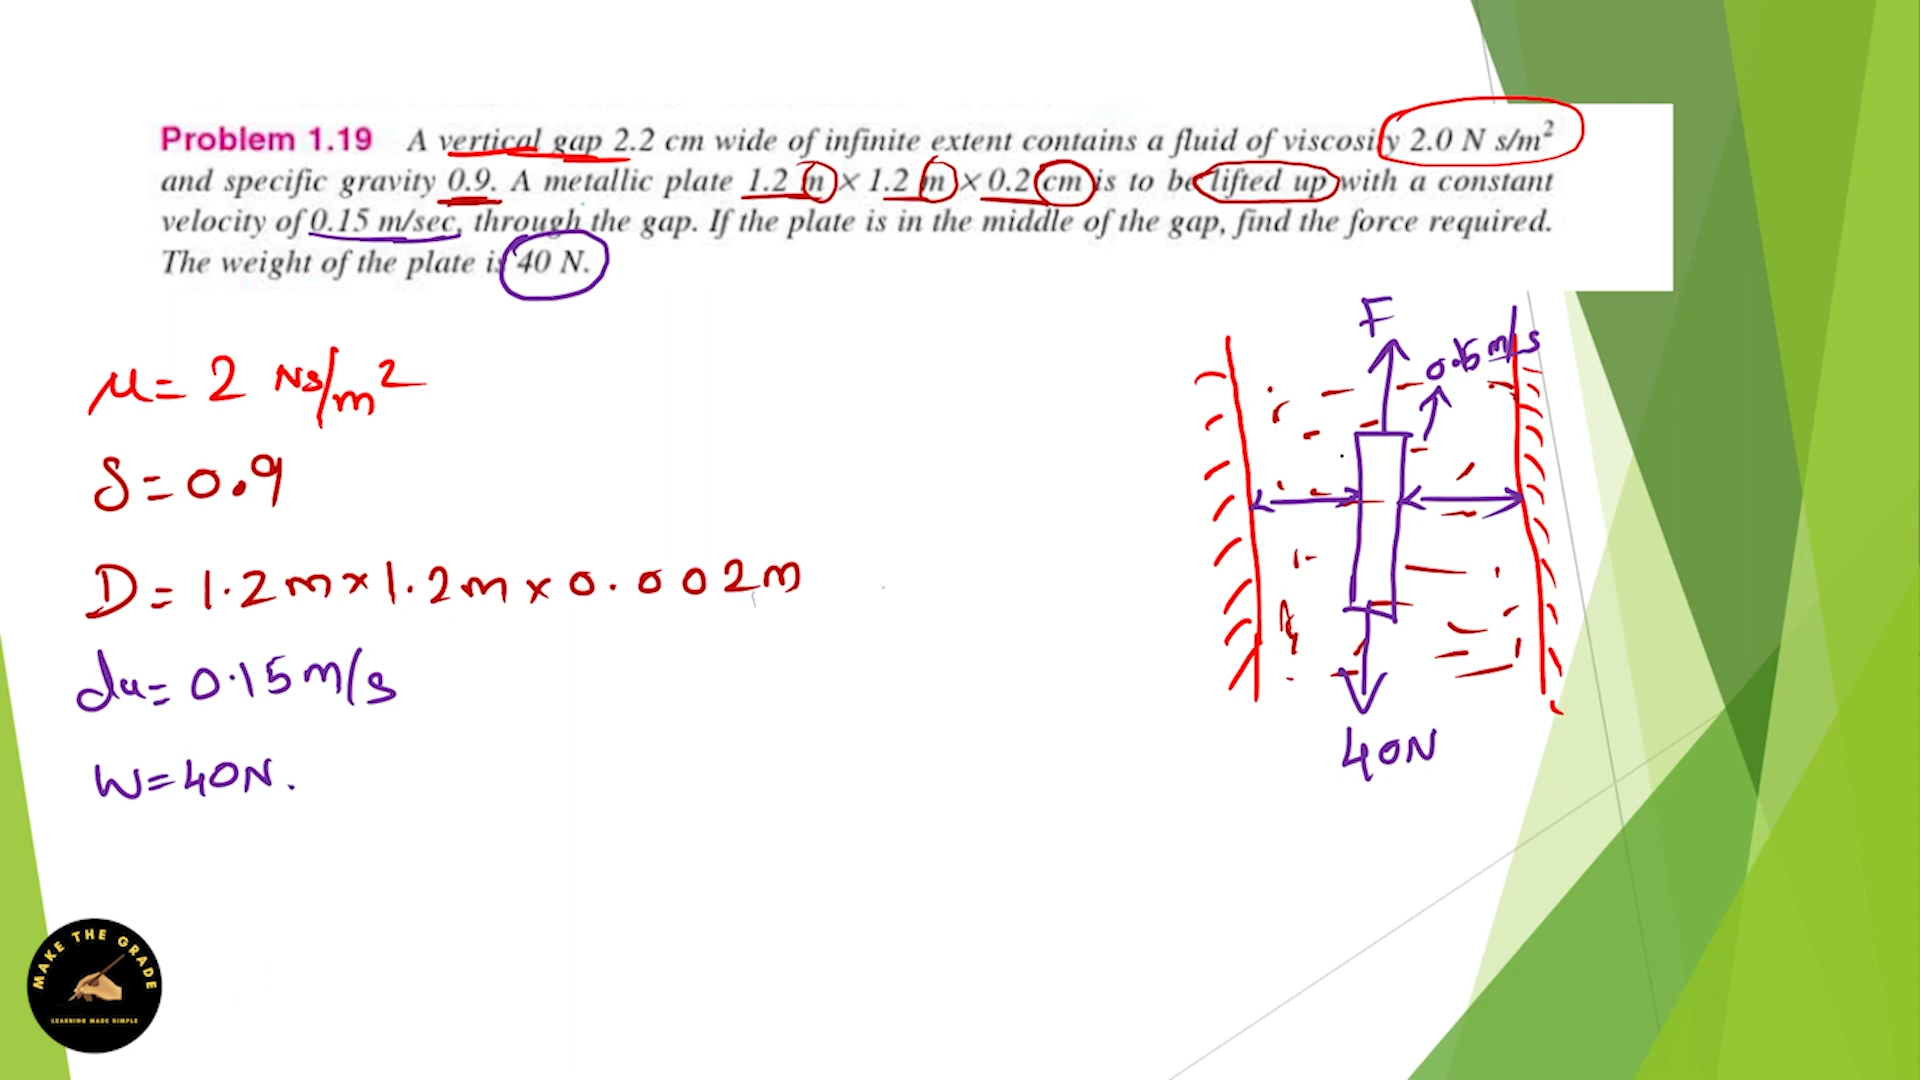 Problem 1.19 A vertical gap 2.2 cm wide of infinite extent contains a fluid of viscosity 2.0 N s/m²
and specific gravity 0.9. A metallic plate 1.2 m × 1.2 m × 0.2 cm is to be lifted up with a constant
velocity of 0.15 m/sec, through the gap. If the plate is in the middle of the gap, find the force required.
The weight of the plate is 40 N.
F
0.15 m/s
μ = 2 Ns/m²
S = 0.9
D = 1.2m × 1.2m × 0.002m
du = 0.15 m/s
W = 40N.
40N
MAKE THE GRADE
LEARNING MADE SIMPLE